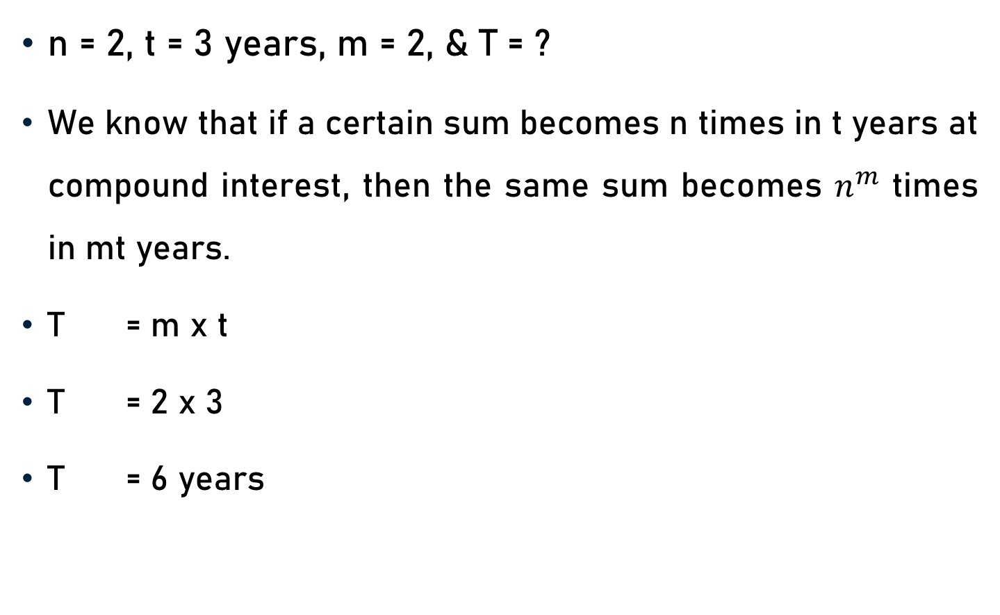 • n = 2, t = 3 years, m = 2, & T = ?
• We know that if a certain sum becomes n times in t years at
compound interest, then the same sum becomes nᵐ times
in mt years.
• T = m x t
• T = 2 x 3
• T = 6 years